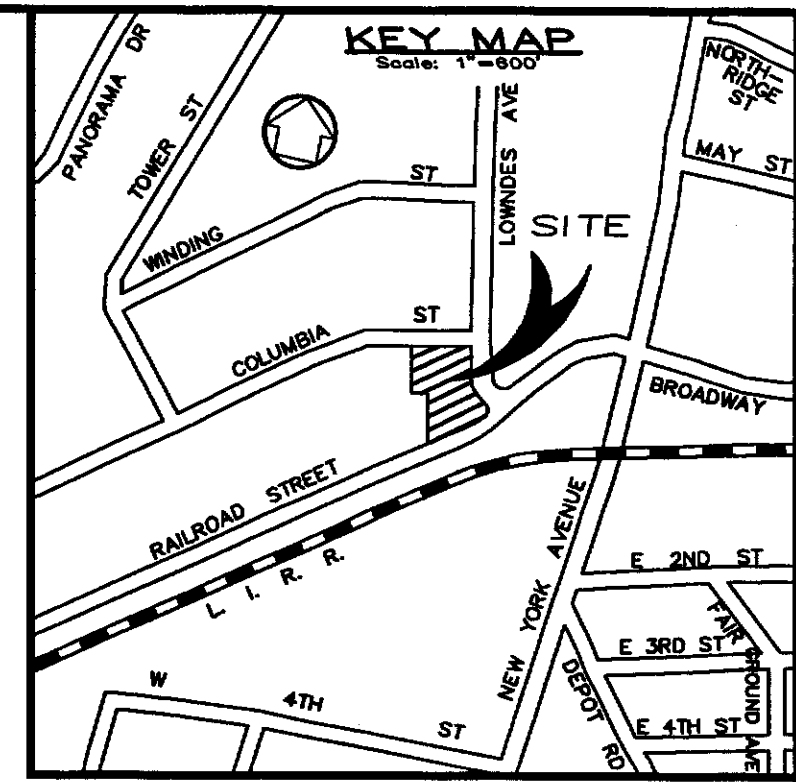 KEY MAP
Scale: 1"=600'
PANORAMA DR
TOWER ST
NORTH-
RIDGE
ST
MAY ST
LOWNDES AVE
WINDING ST
SITE
COLUMBIA ST
BROADWAY
RAILROAD STREET
L. I. R. R.
NEW YORK AVENUE
E 2ND ST
FAIR GROUND AVE
E 3RD ST
DEPOT RD
E 4TH ST
W 4TH ST